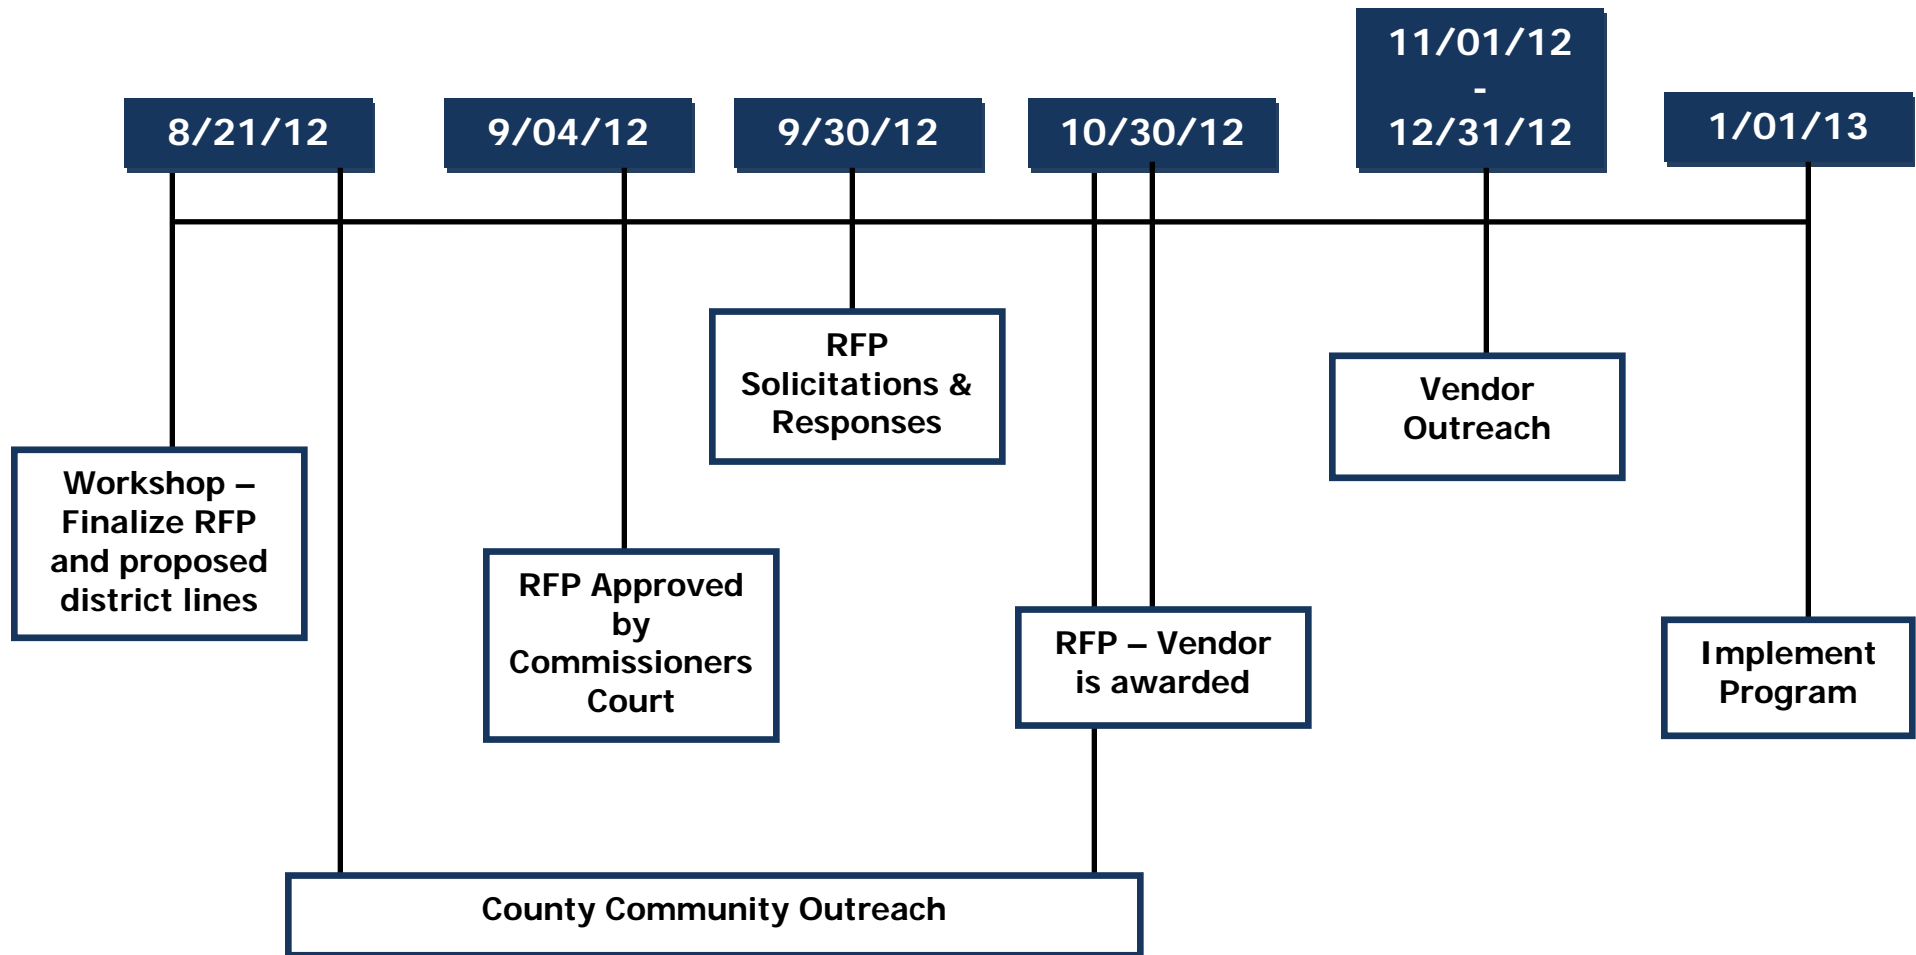 11/01/12
-
12/31/12
8/21/12
9/04/12
9/30/12
10/30/12
1/01/13
RFP
Solicitations &
Responses
Vendor
Outreach
Workshop –
Finalize RFP
and proposed
district lines
RFP Approved
by
Commissioners
Court
RFP – Vendor
is awarded
Implement
Program
County Community Outreach